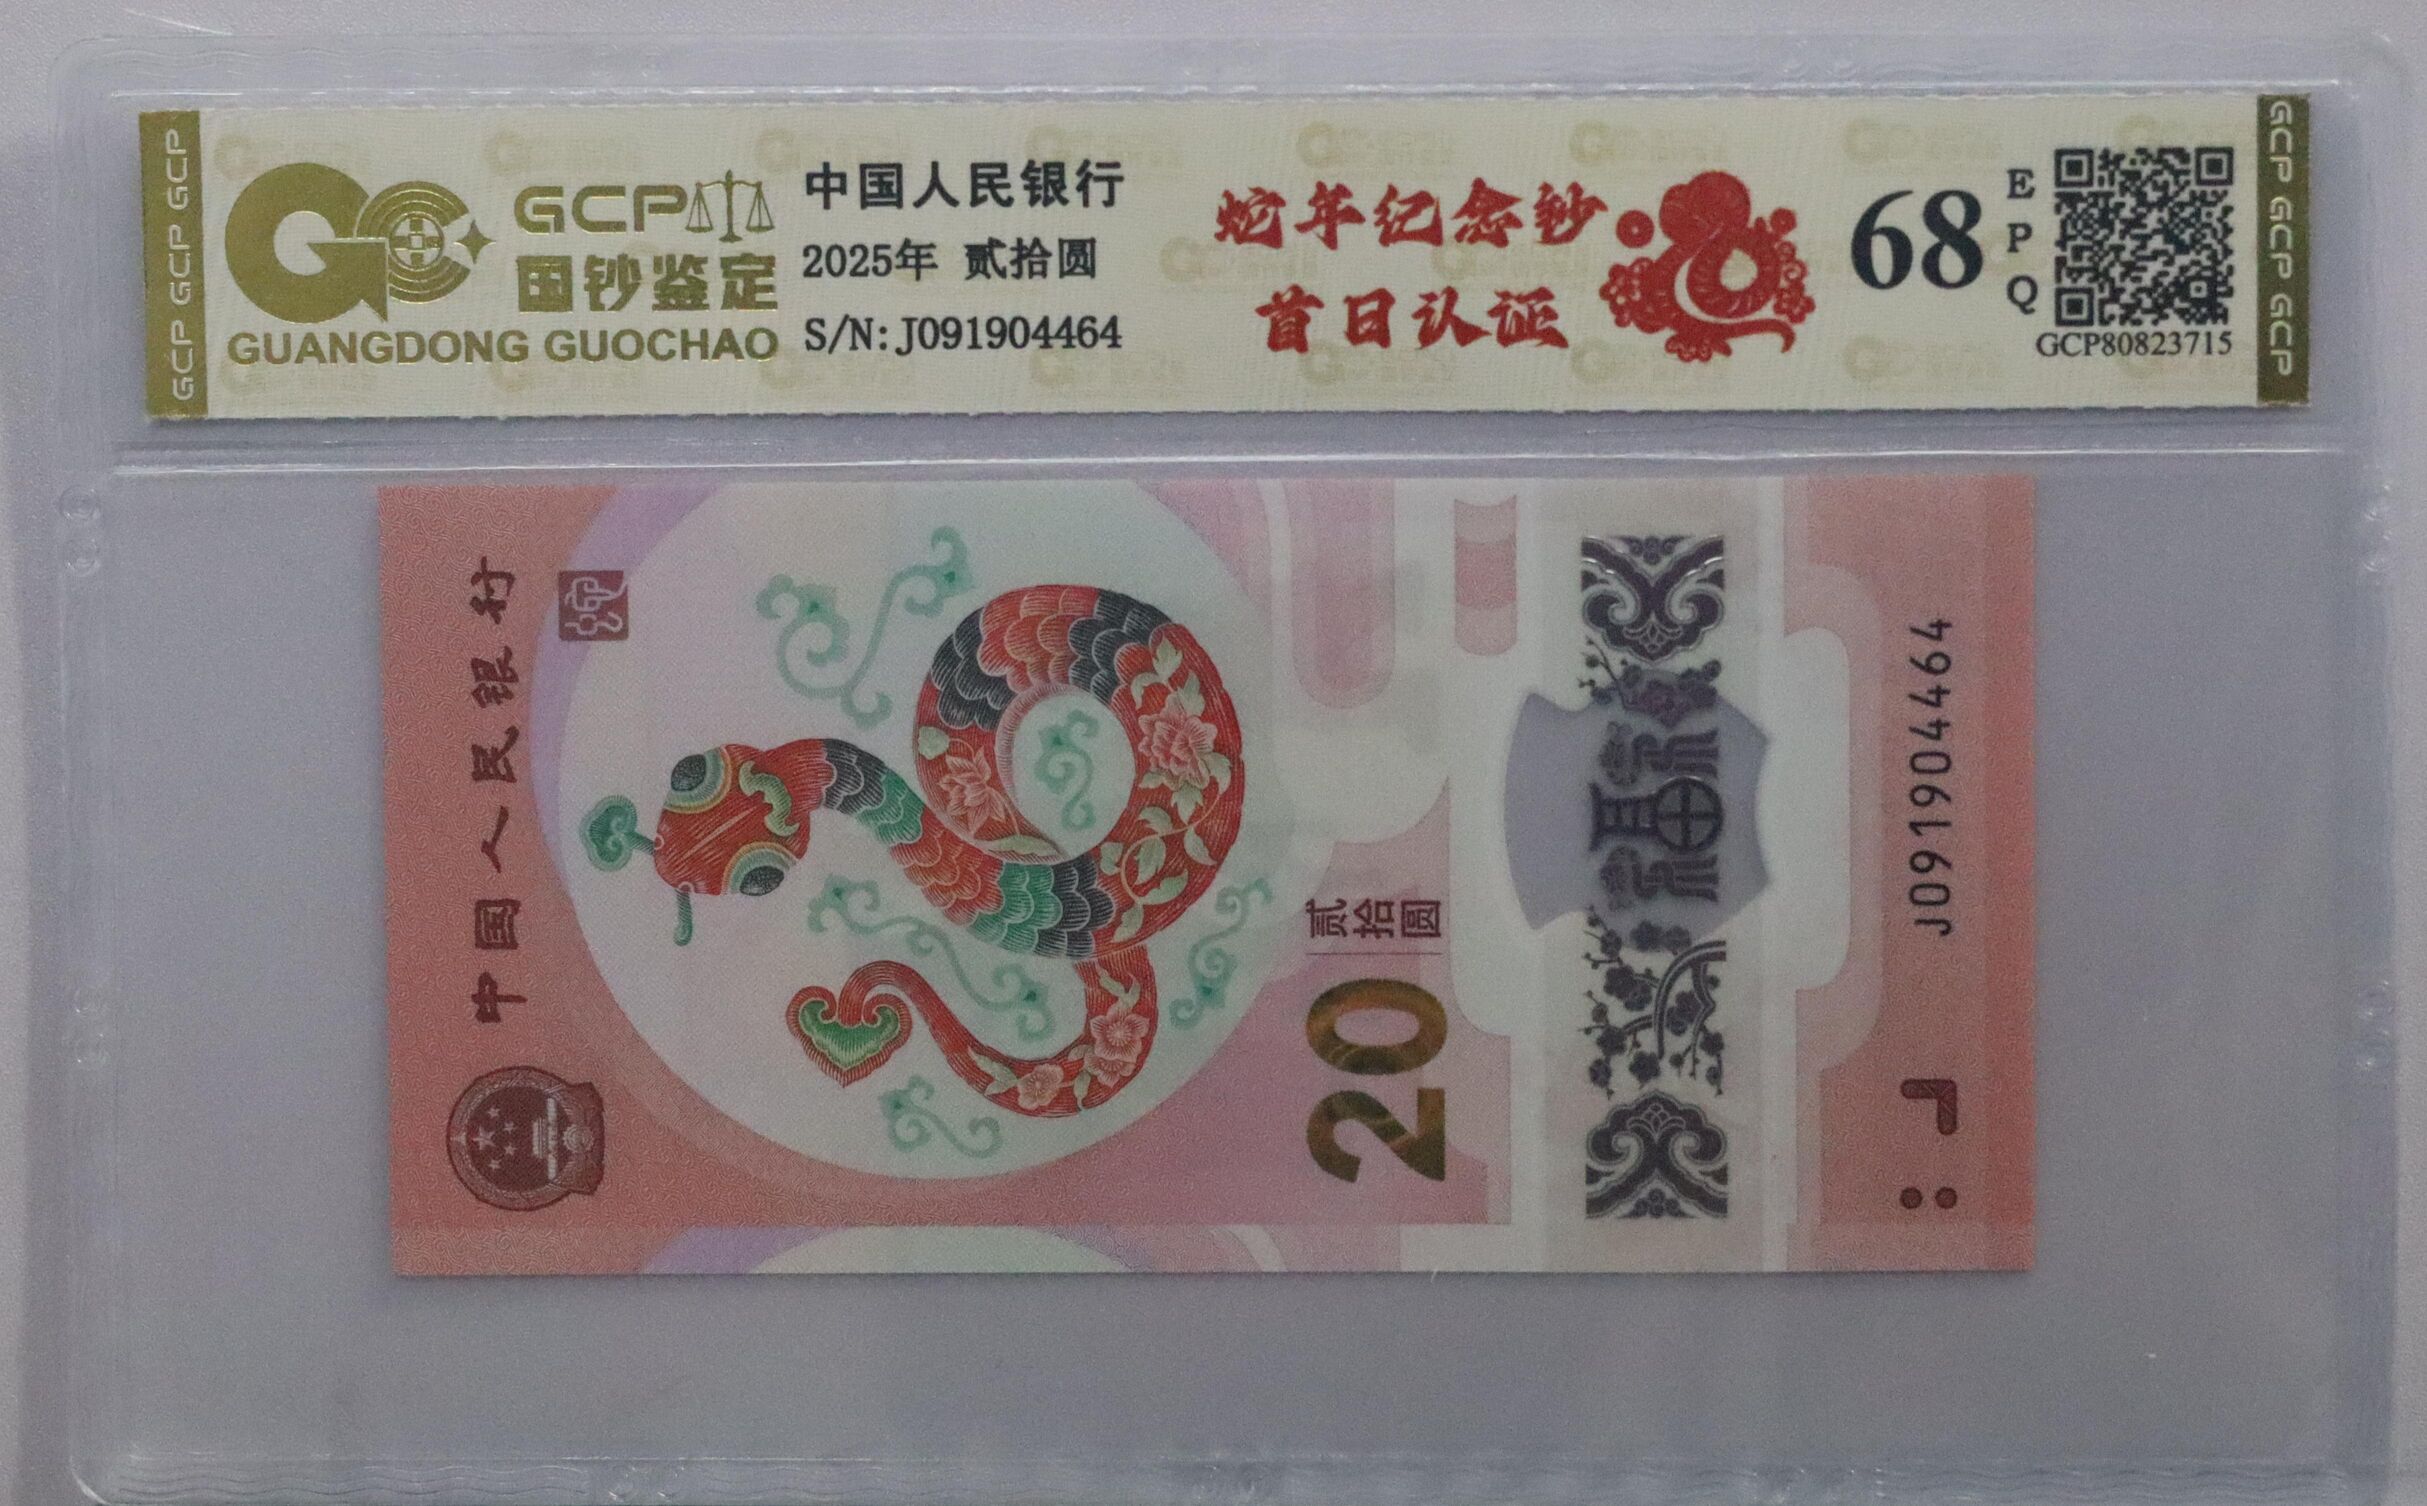 GCP GCP GCP
GCP
国钞鉴定
GUANGDONG GUOCHAO
中国人民银行
2025年 贰拾圆
S/N:J091904464
蛇年纪念钞
首日认证
68
EPQ
GCP80823715
GCP GCP GCP
中国人民银行
贰拾圆
20
福
J091904464